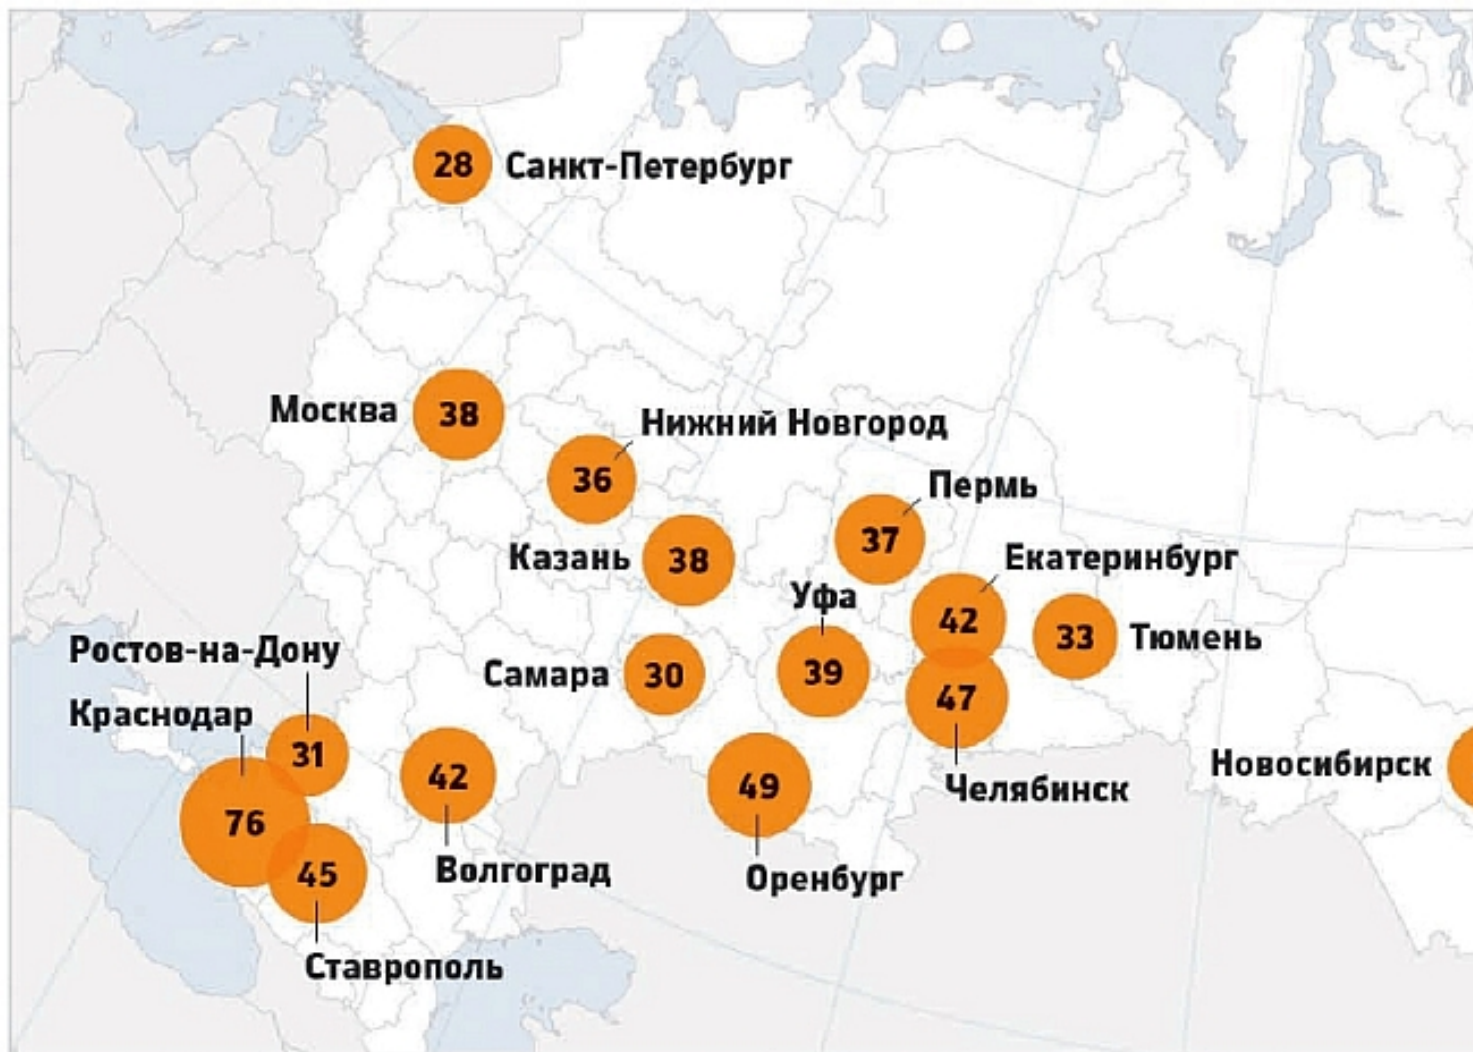 28 Санкт-Петербург
Москва 38
Нижний Новгород
36
Пермь
37
Казань 38
Екатеринбург
42
Уфа
39
33 Тюмень
Самара 30
47
Челябинск
Ростов-на-Дону
31
Краснодар
76
42
Волгоград
49
Оренбург
Новосибирск
45
Ставрополь